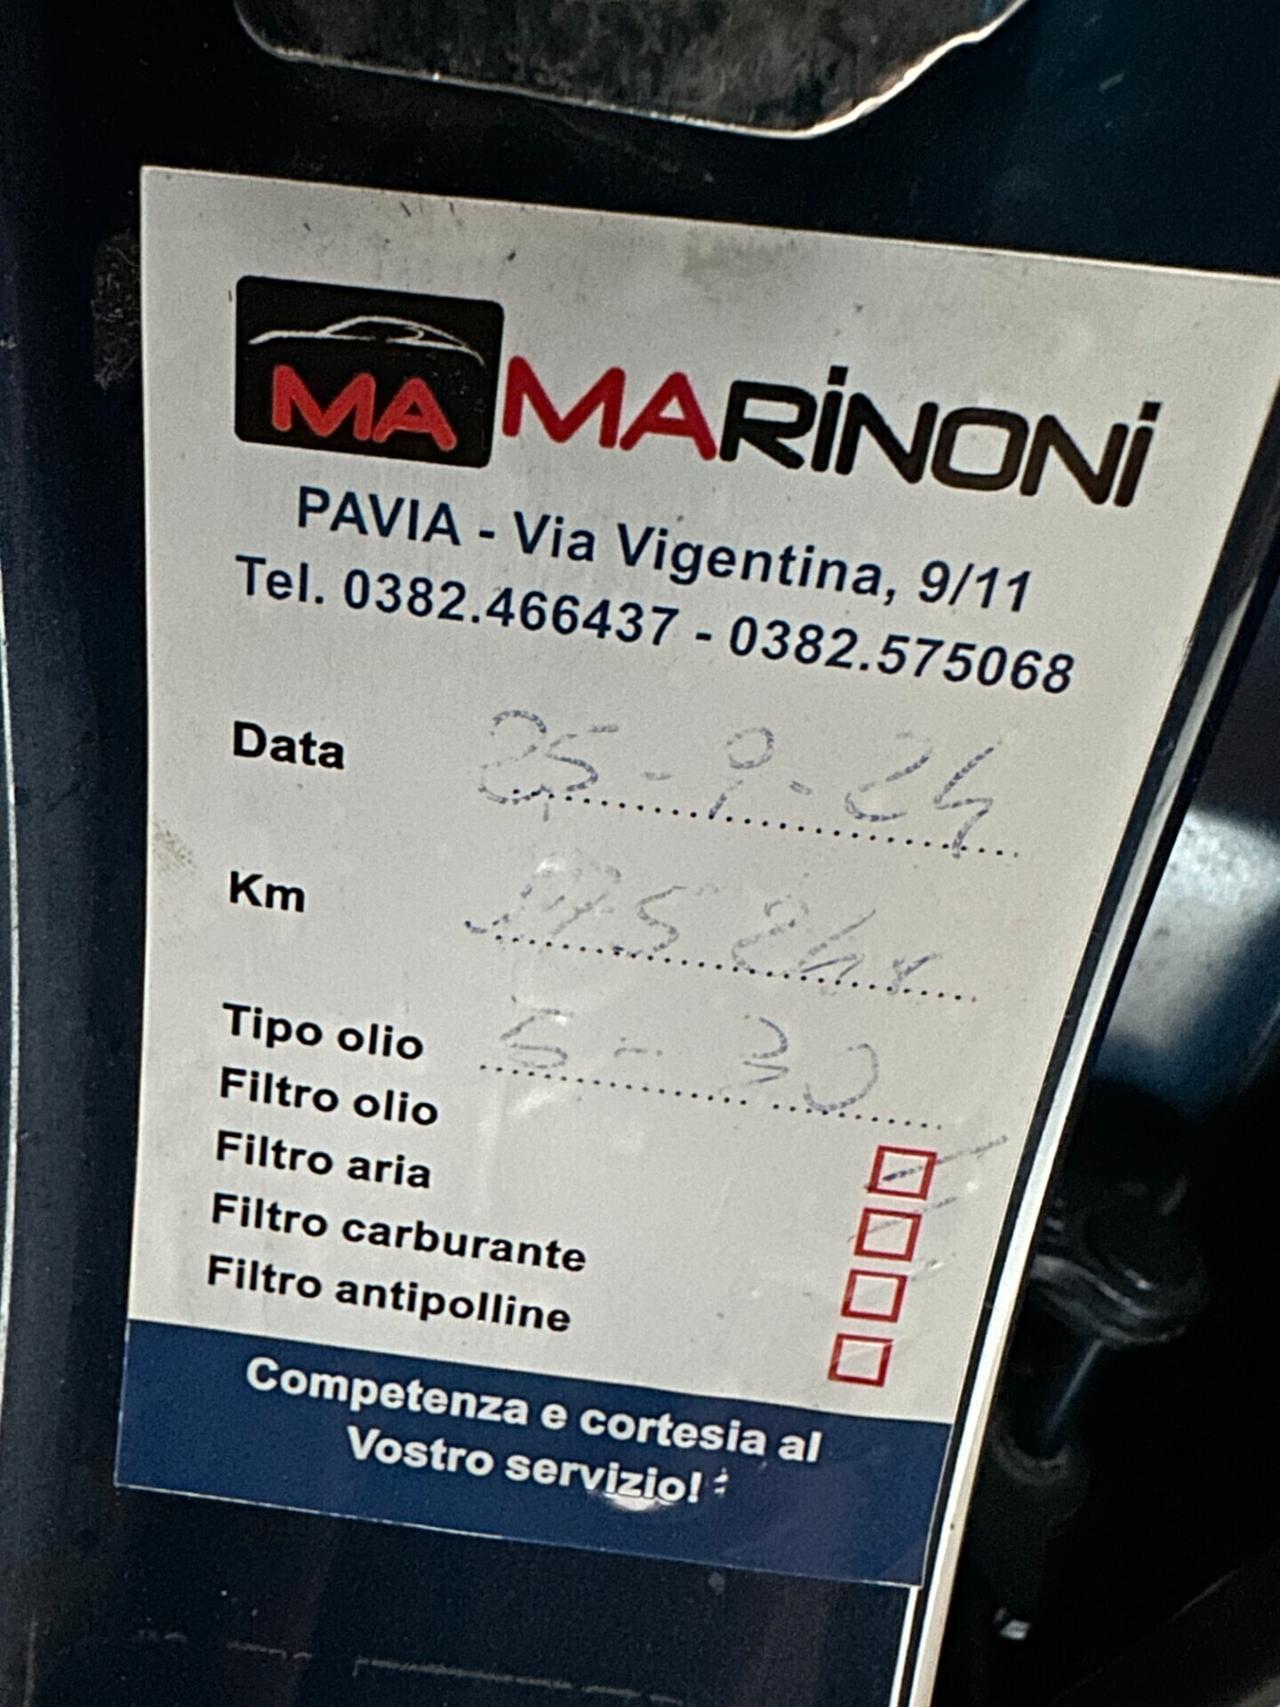 MA MARINONI
PAVIA - Via Vigentina, 9/11
Tel. 0382.466437 - 0382.575068
Data 25-9-24
Km
Tipo olio 5-30
Filtro olio
Filtro aria
Filtro carburante
Filtro antipolline
Competenza e cortesia al
Vostro servizio!